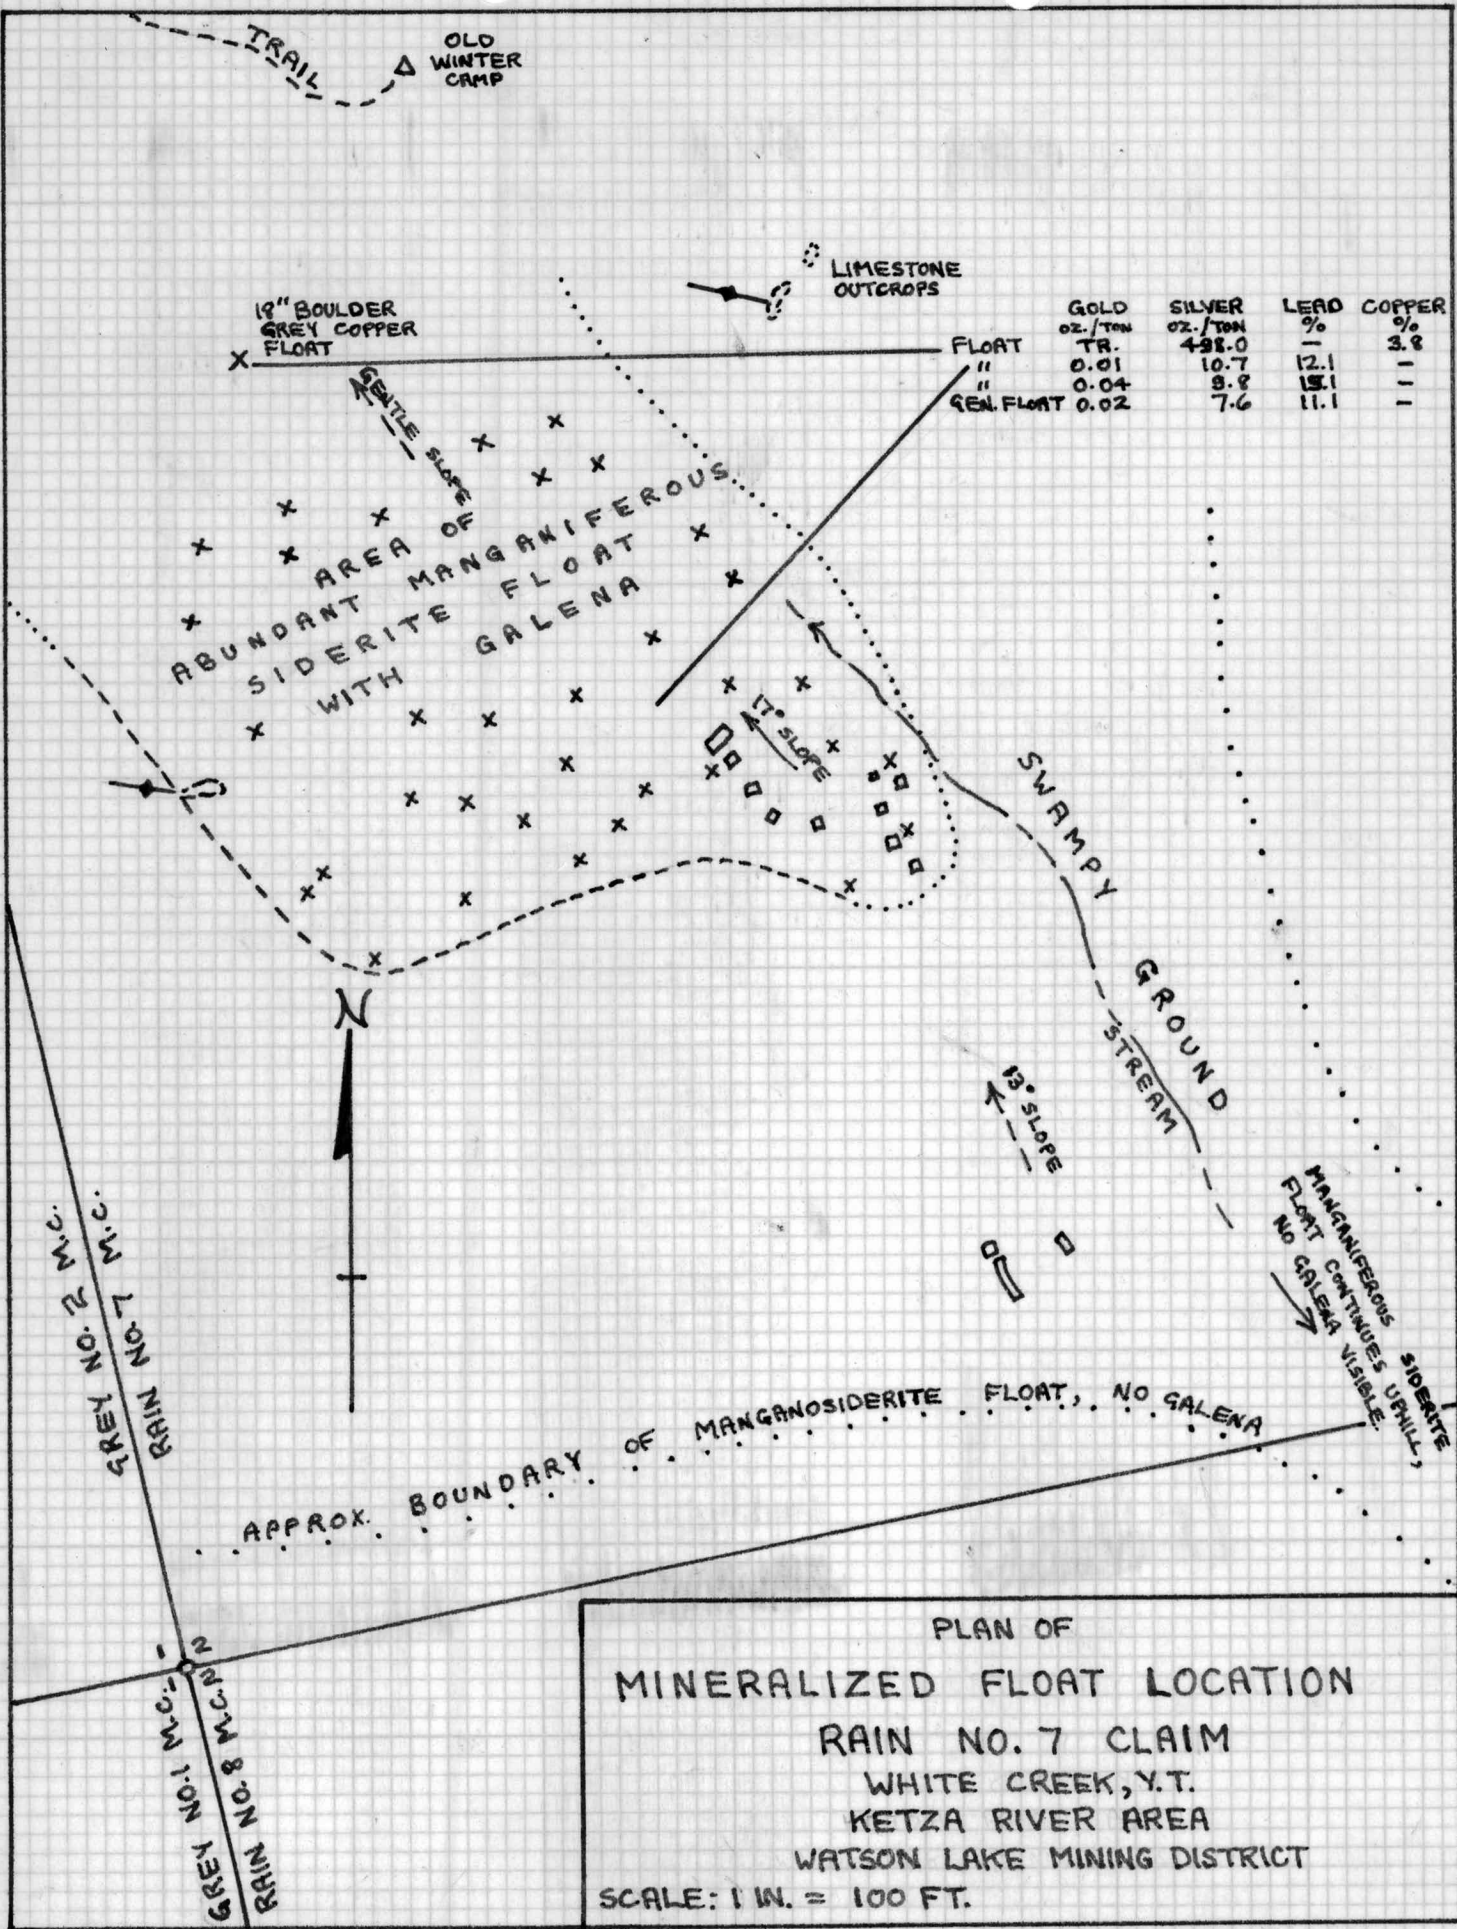 TRAIL
OLD
WINTER
CAMP
LIMESTONE
OUTCROPS
18" BOULDER
GREY COPPER
FLOAT
GOLD SILVER LEAD COPPER
OZ./TON OZ./TON % %
FLOAT TR. 498.0 — 3.8
" 0.01 10.7 12.1 —
" 0.04 9.8 —
GEN. FLOAT 0.02 7.6 11.1 —
GENTLE SLOPE
AREA OF
ABUNDANT MANGANIFEROUS
SIDERITE FLOAT
WITH GALENA
17° SLOPE
SWAMPY GROUND
STREAM
N
13° SLOPE
MANGANIFEROUS SIDERITE
FLOAT CONTINUES UPHILL,
NO GALENA VISIBLE.
GREY NO. 2 M.C.
RAIN NO. 7 M.C.
APPROX. BOUNDARY OF MANGANOSIDERITE FLOAT, NO GALENA
1 2
GREY NO. 1 M.C.
RAIN NO. 8 M.C.
PLAN OF
MINERALIZED FLOAT LOCATION
RAIN NO. 7 CLAIM
WHITE CREEK, Y.T.
KETZA RIVER AREA
WATSON LAKE MINING DISTRICT
SCALE: 1 IN. = 100 FT.